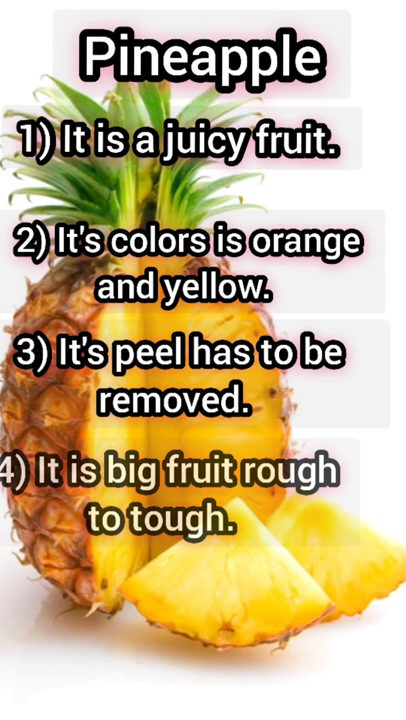 Pineapple
1) It is a juicy fruit.
2) It's colors is orange
and yellow.
3) It's peel has to be
removed.
4) It is big fruit rough
to tough.